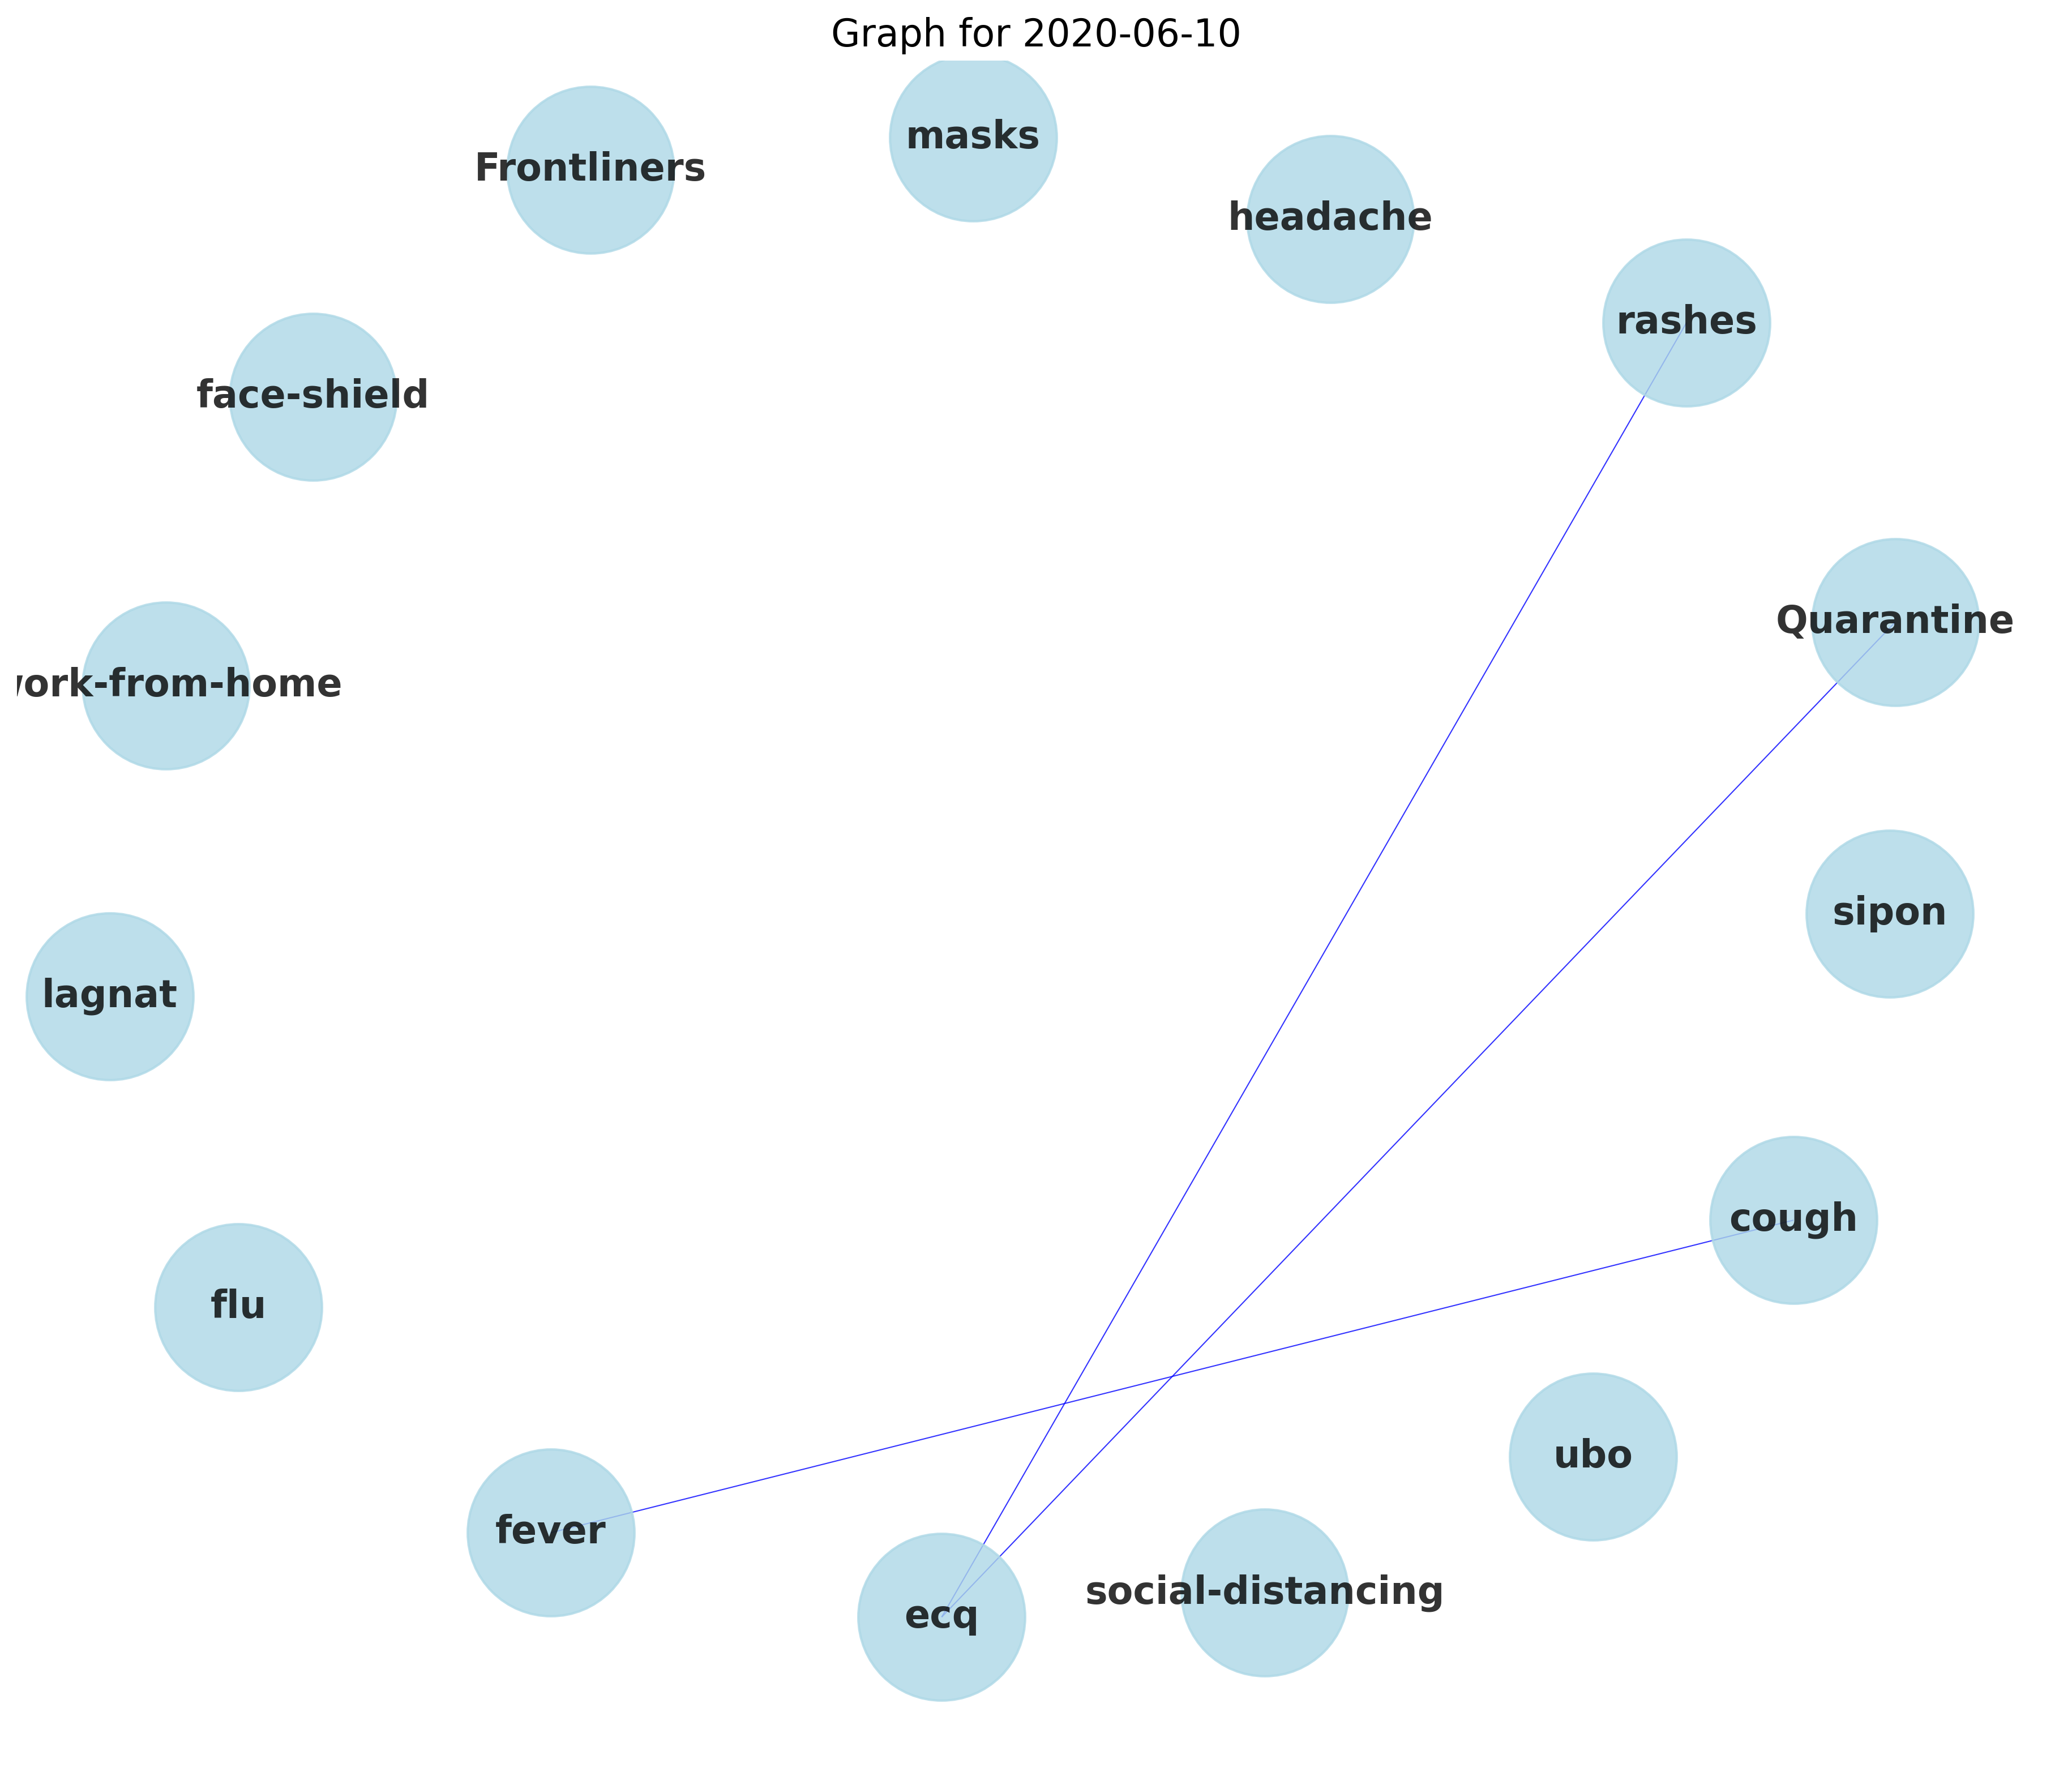 Graph for 2020-06-10
masks
Frontliners
headache
rashes
face-shield
Quarantine
ork-from-home
sipon
lagnat
cough
flu
ubo
fever
social-distancing
ecq